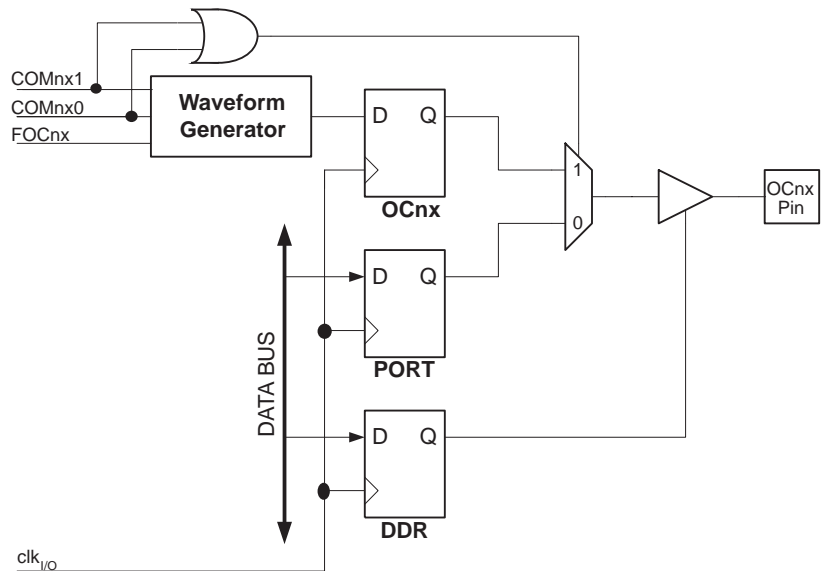 COMnx1
COMnx0
FOCnx
Waveform
Generator
D Q
OCnx
1
0
OCnx
Pin
DATA BUS
D Q
PORT
D Q
DDR
clkI/O